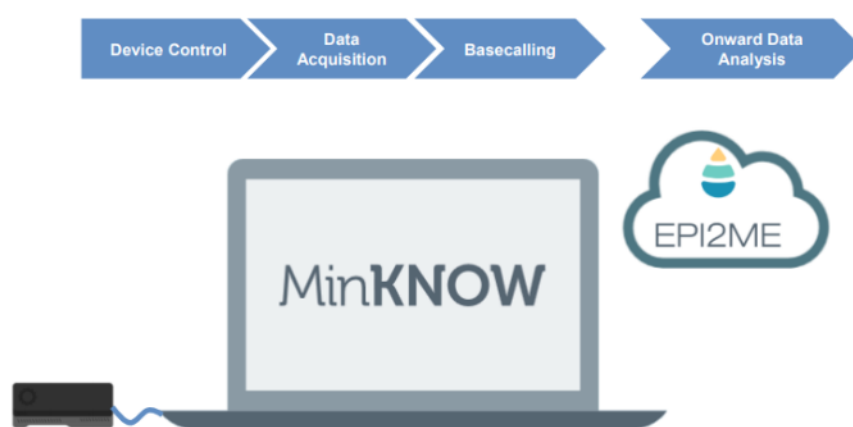 Device Control
Data
Acquisition
Basecalling
Onward Data
Analysis
MinKNOW
EPI2ME